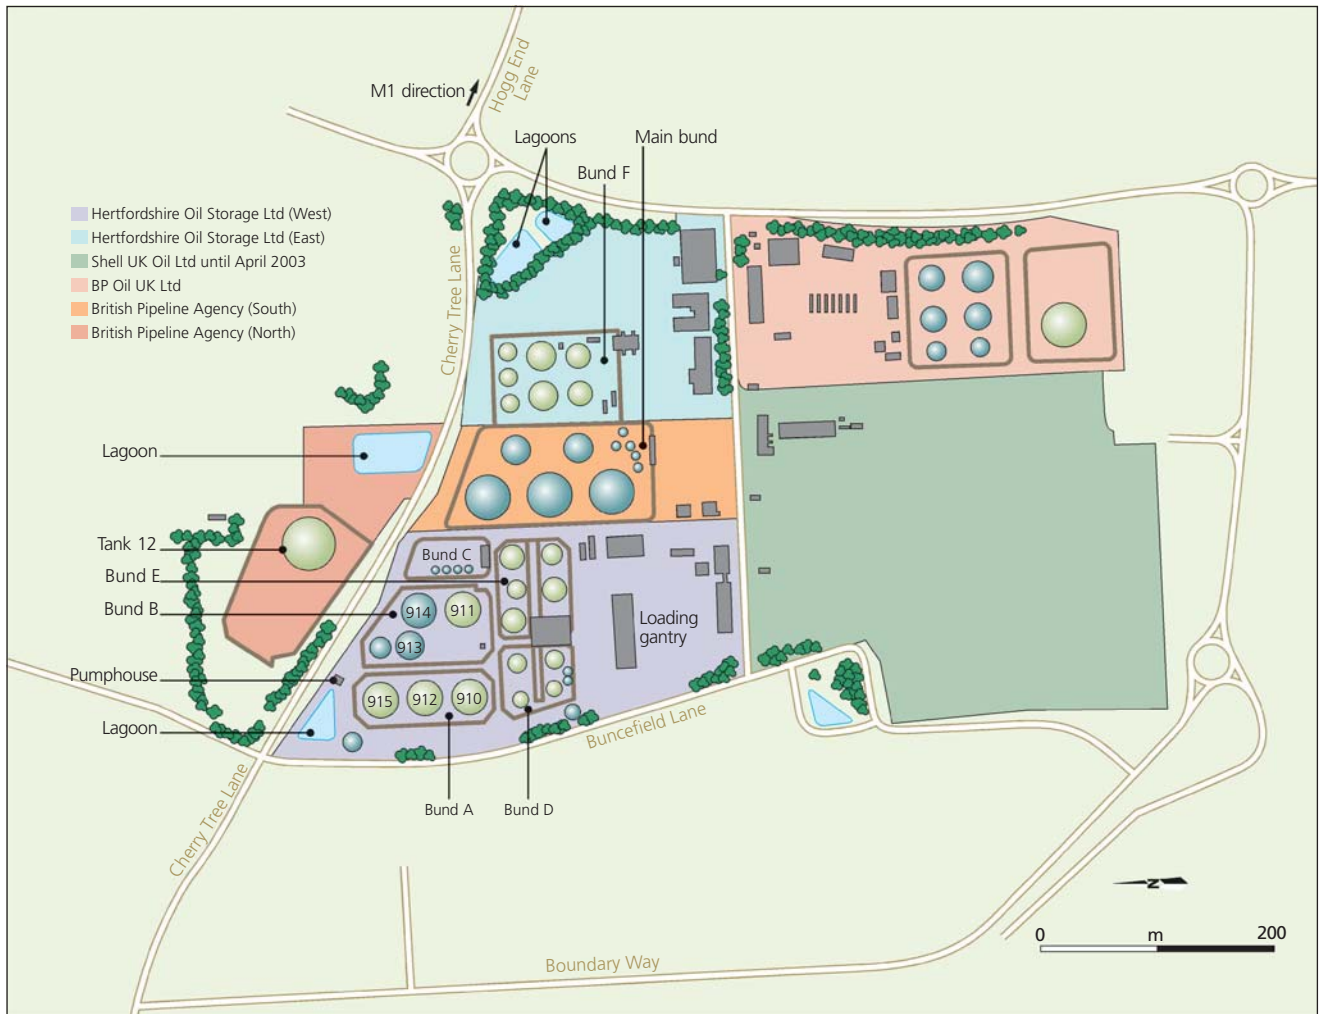 M1 direction
Hogg End
Lane
Lagoons
Main bund
Bund F
Hertfordshire Oil Storage Ltd (West)
Hertfordshire Oil Storage Ltd (East)
Shell UK Oil Ltd until April 2003
BP Oil UK Ltd
British Pipeline Agency (South)
British Pipeline Agency (North)
Cherry Tree Lane
Lagoon
Tank 12
Bund C
Bund E
Bund B
914
911
Loading
gantry
913
Pumphouse
915
912
910
Lagoon
Buncefield Lane
Bund A
Bund D
Cherry Tree Lane
N
0
m
200
Boundary Way